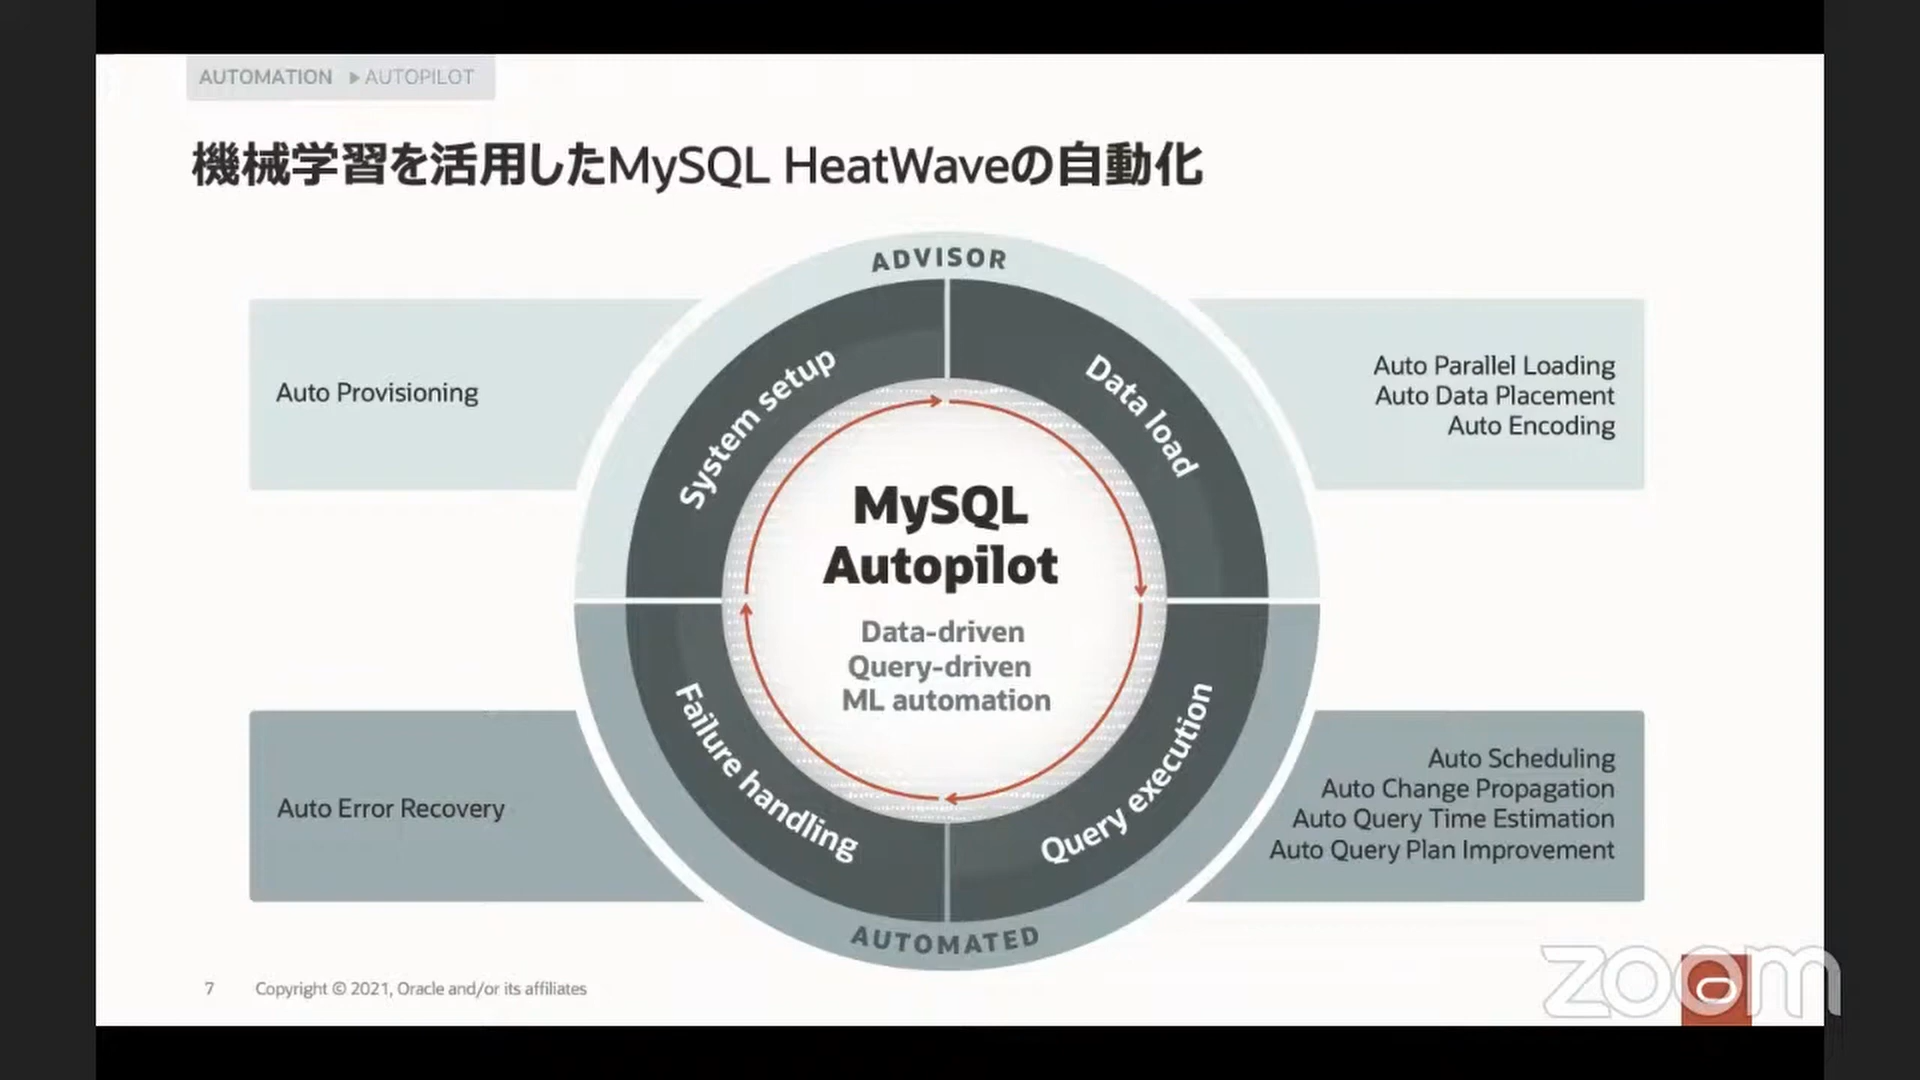 AUTOMATION ▶ AUTOPILOT
機械学習を活用したMySQL HeatWaveの自動化
ADVISOR
System setup
Data load
Auto Provisioning
Auto Parallel Loading
Auto Data Placement
Auto Encoding
MySQL
Autopilot
Data-driven
Query-driven
ML automation
Failure handling
Query execution
Auto Error Recovery
Auto Scheduling
Auto Change Propagation
Auto Query Time Estimation
Auto Query Plan Improvement
AUTOMATED
7
Copyright © 2021, Oracle and/or its affiliates
zoom